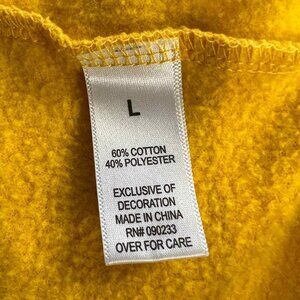 L
60% COTTON
40% POLYESTER
EXCLUSIVE OF
DECORATION
MADE IN CHINA
RN# 090233
OVER FOR CARE